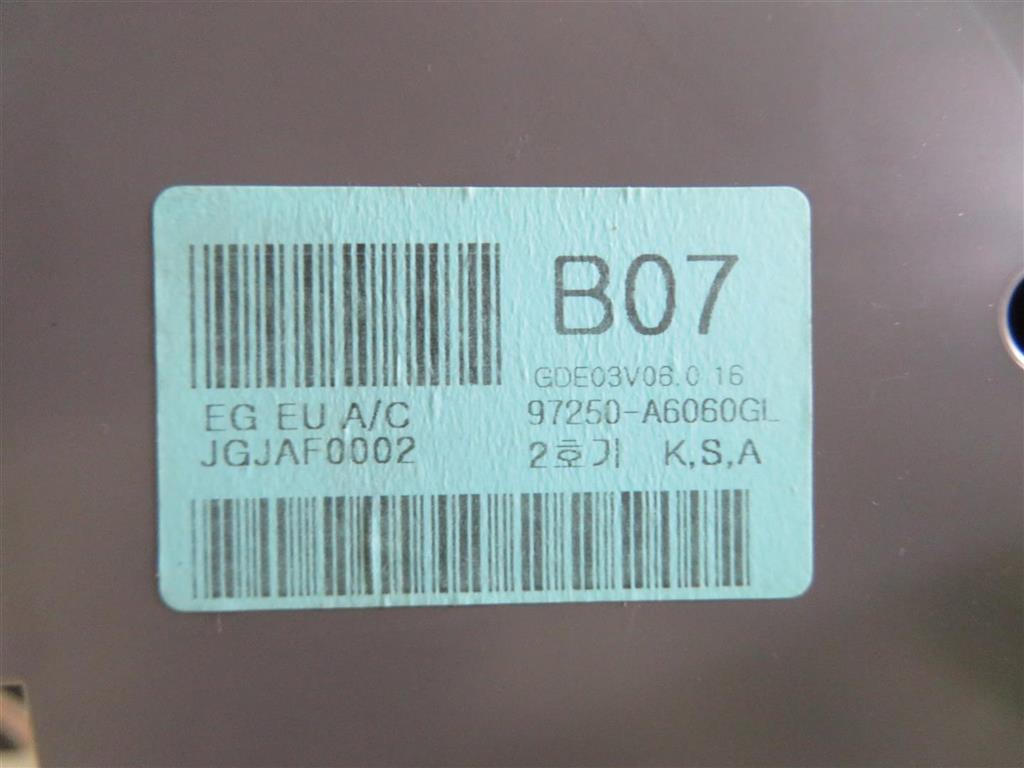 B07
GDE03V06.0 16
EG EU A/C 97250-A6060GL
JGJAF0002 2호기 K,S,A